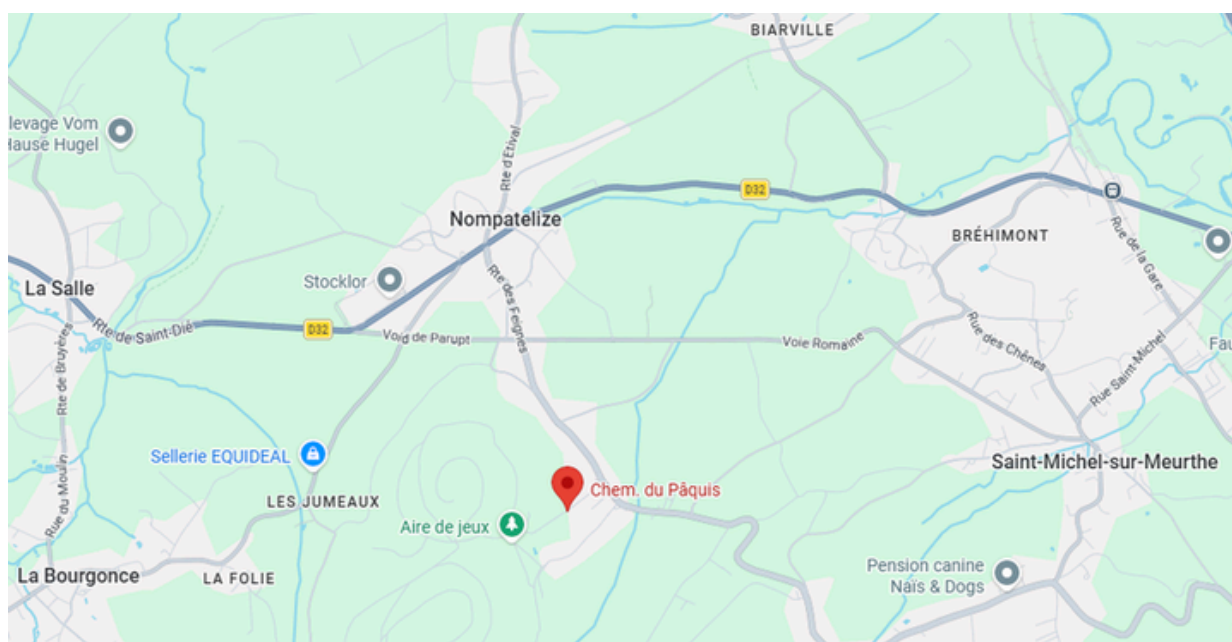 BIARVILLE
levage Vom
Hause Hugel
Rte d'Étival
D32
Nompatelize
BRÉHIMONT
Rue de la Gare
Stocklor
La Salle
Rte des Feignes
Rte de Saint-Dié
D32
Void de Parupt
Voie Romaine
Rue des Chênes
Fau
Rte de Bruyères
Rue Saint-Michel
Sellerie EQUIDEAL
Saint-Michel-sur-Meurthe
Rue du Moulin
LES JUMEAUX
Chem. du Pâquis
Aire de jeux
La Bourgonce
LA FOLIE
Pension canine
Naïs & Dogs